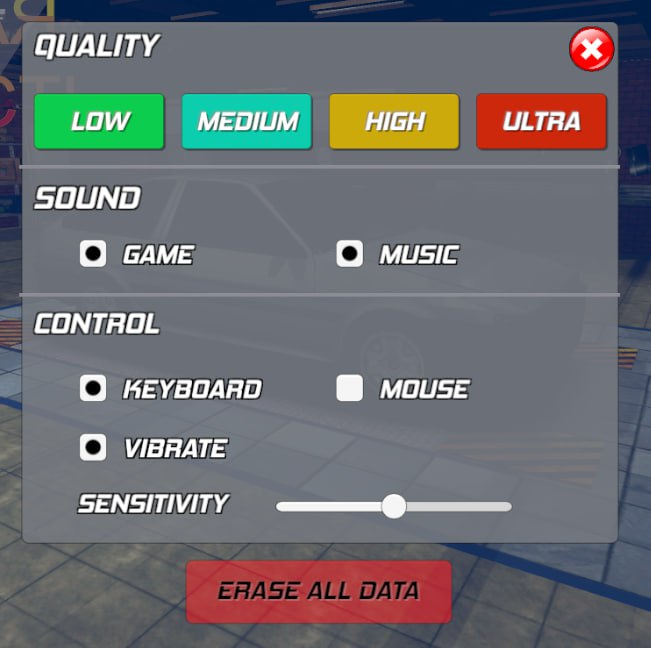 QUALITY
LOW MEDIUM HIGH ULTRA
SOUND
GAME MUSIC
CONTROL
KEYBOARD MOUSE
VIBRATE
SENSITIVITY
ERASE ALL DATA